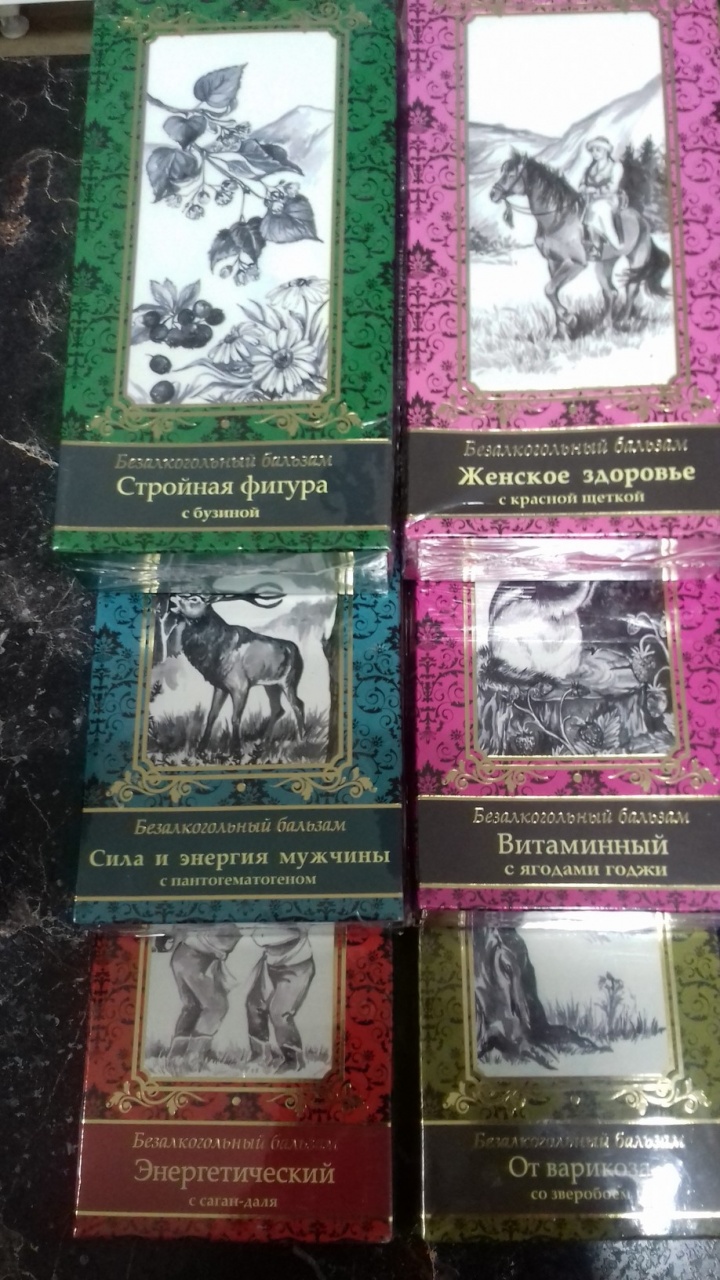 Безалкогольный бальзам
Стройная фигура
с бузиной
Безалкогольный бальзам
Женское здоровье
с красной щеткой
Безалкогольный бальзам
Сила и энергия мужчины
с пантогематогеном
Безалкогольный бальзам
Витаминный
с ягодами годжи
Безалкогольный бальзам
Энергетический
с саган-даля
Безалкогольный бальзам
От варикоза
со зверобоем